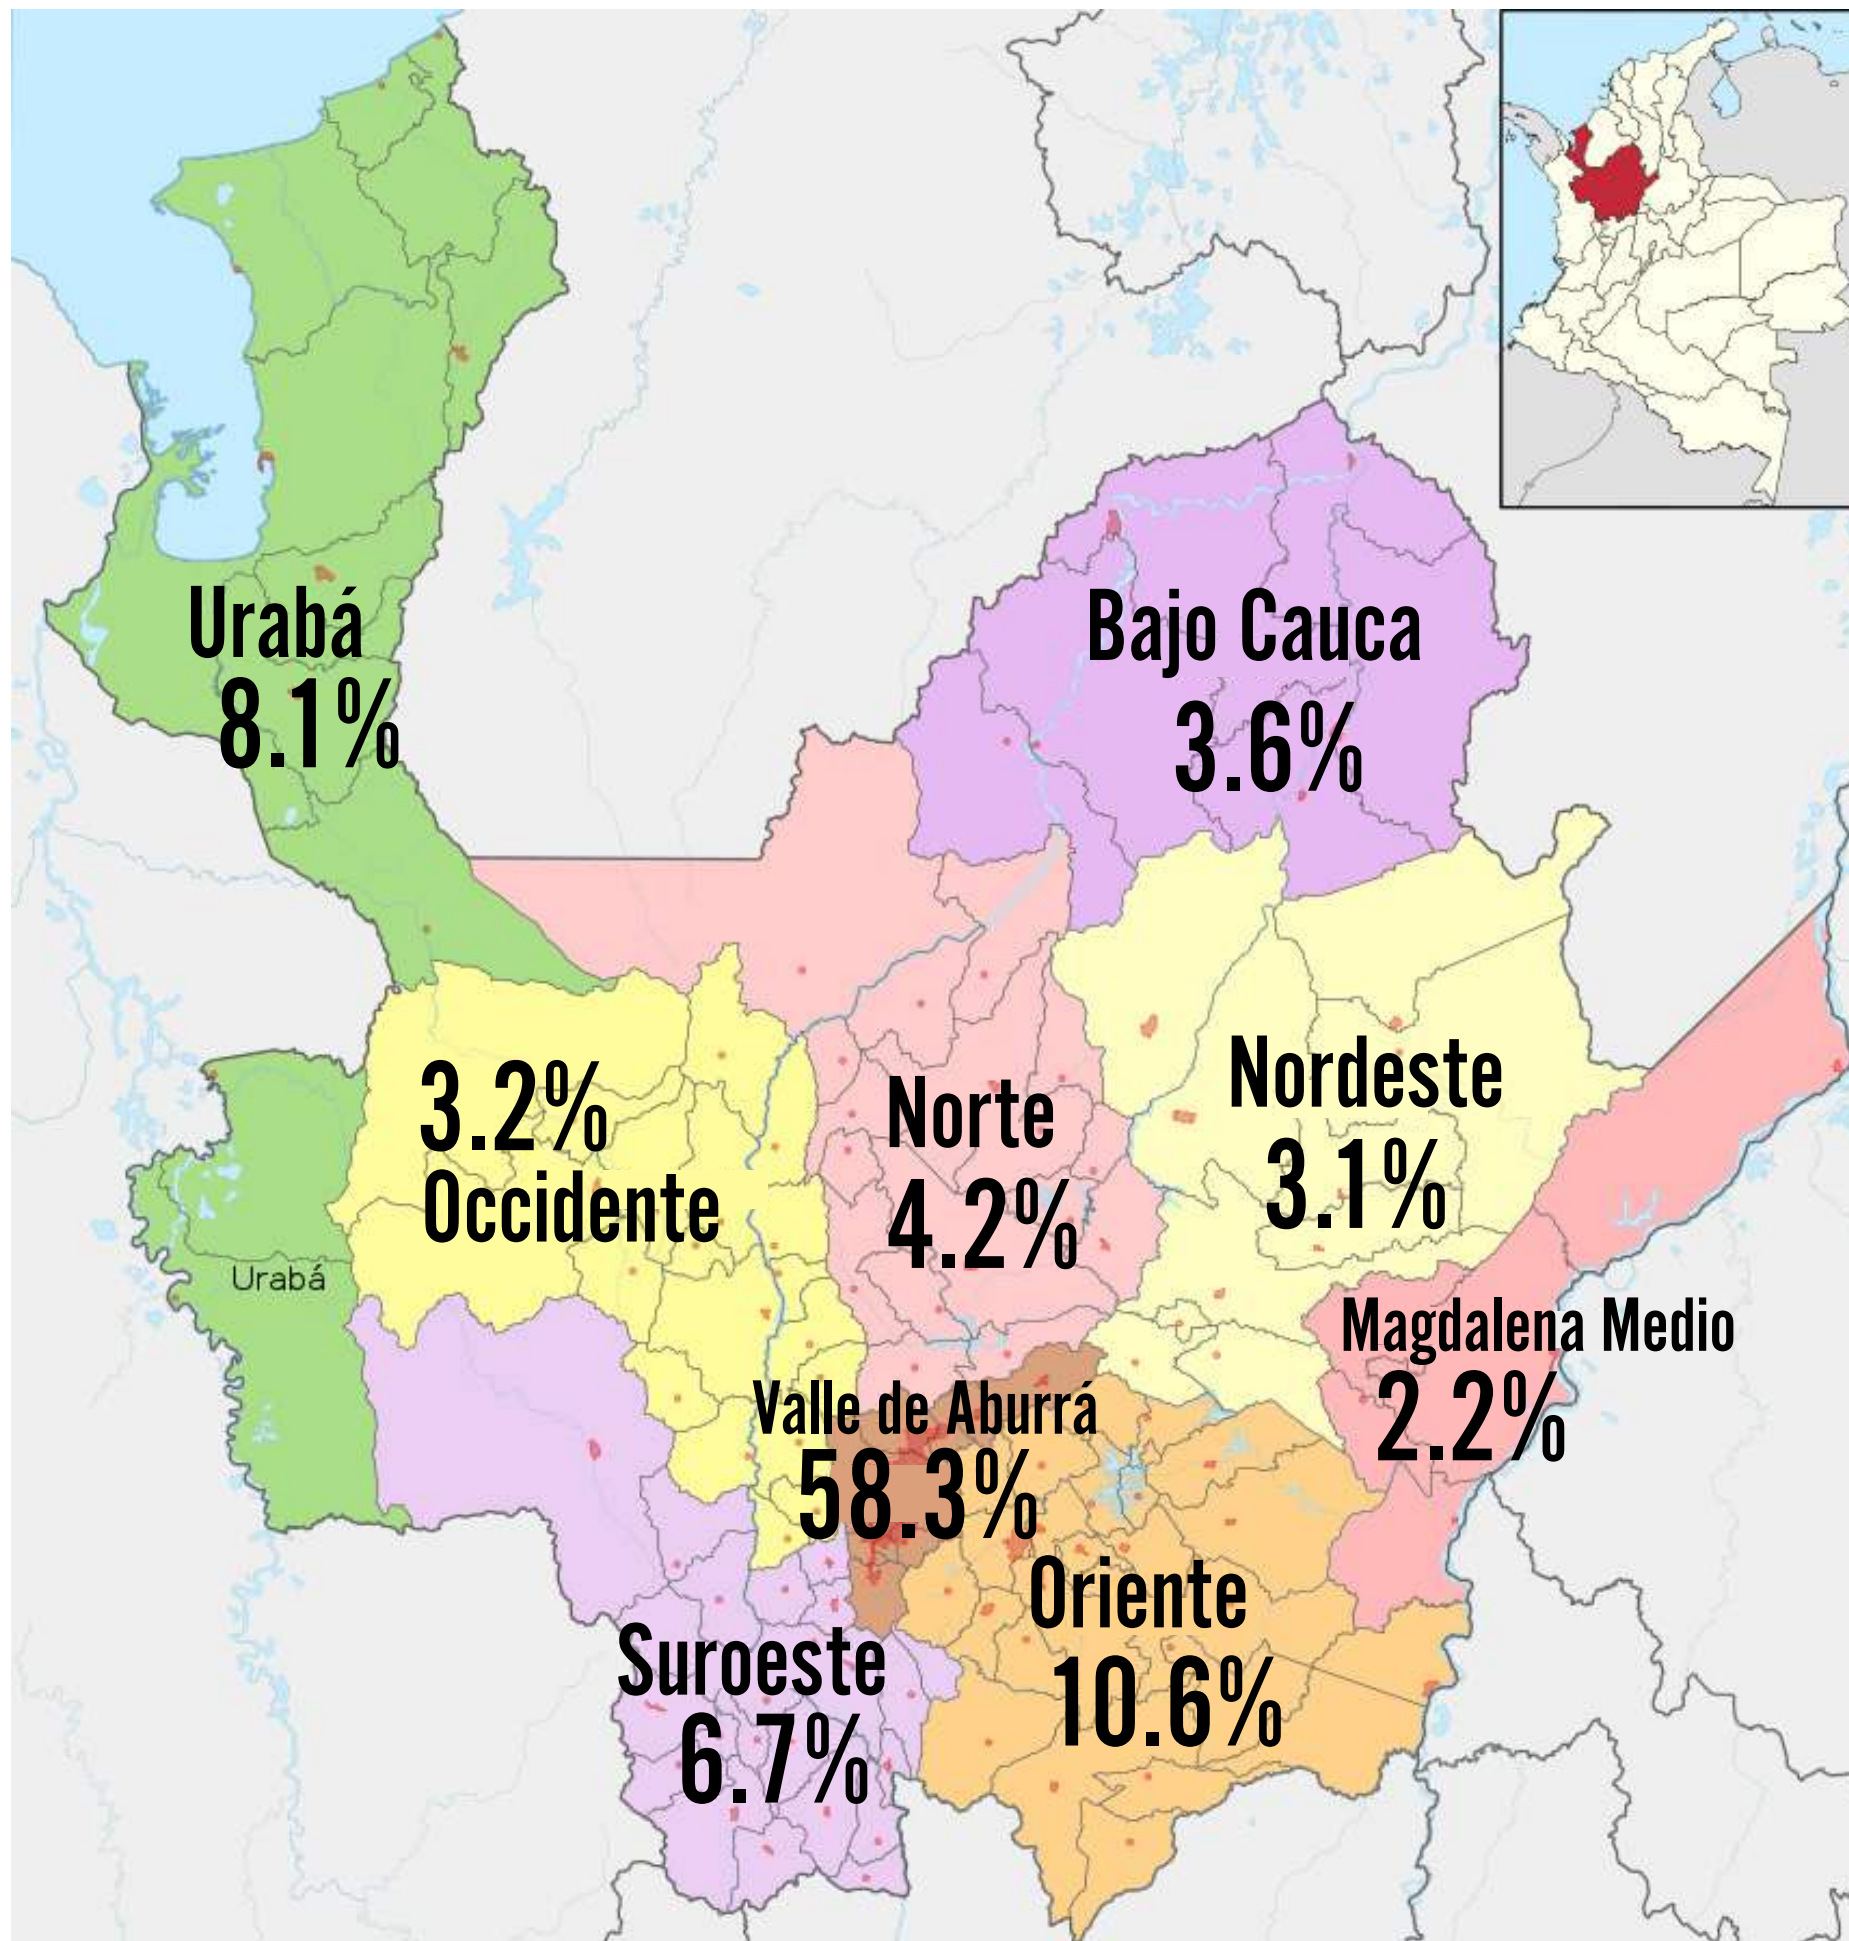 Urabá
8.1%
Bajo Cauca
3.6%
3.2%
Occidente
Norte
4.2%
Nordeste
3.1%
Urabá
Magdalena Medio
2.2%
Valle de Aburrá
58.3%
Oriente
10.6%
Suroeste
6.7%